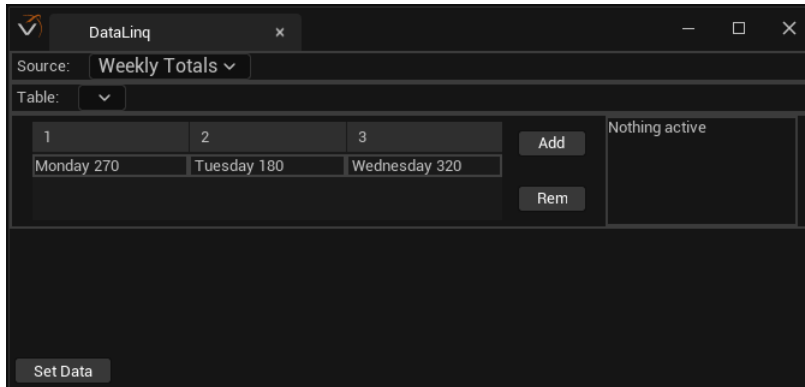 DataLinq
Source: Weekly Totals
Table:
1 2 3
Monday 270 Tuesday 180 Wednesday 320
Add
Rem
Nothing active
Set Data